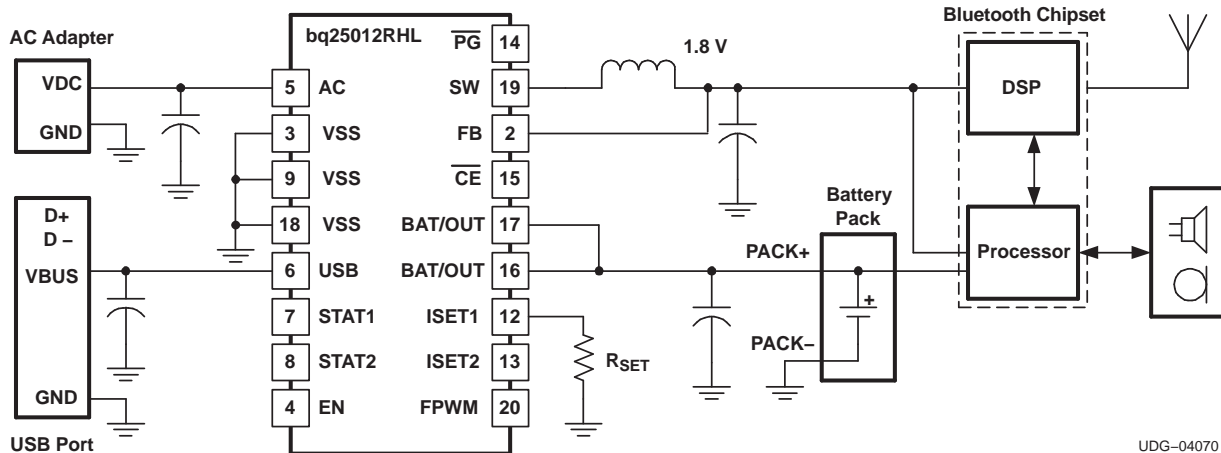 Bluetooth Chipset
AC Adapter
bq25012RHL
PG 14
1.8 V
VDC
5 AC
SW 19
DSP
GND
3 VSS
FB 2
9 VSS
CE 15
D+
D –
18 VSS
BAT/OUT 17
Battery
Pack
VBUS
6 USB
BAT/OUT 16
PACK+
Processor
7 STAT1
ISET1 12
+
8 STAT2
ISET2 13
RSET
PACK–
GND
4 EN
FPWM 20
USB Port
UDG–04070